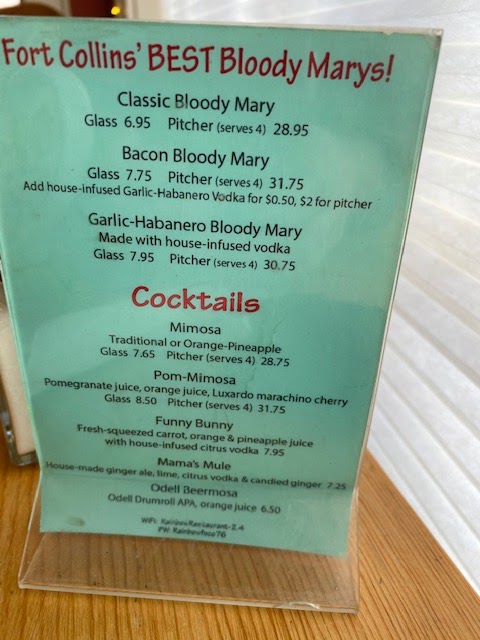 Fort Collins' BEST Bloody Marys!
Classic Bloody Mary
Glass 6.95 Pitcher (serves 4) 28.95
Bacon Bloody Mary
Glass 7.75 Pitcher (serves 4) 31.75
Add house-infused Garlic-Habanero Vodka for $0.50, $2 for pitcher
Garlic-Habanero Bloody Mary
Made with house-infused vodka
Glass 7.95 Pitcher (serves 4) 30.75
Cocktails
Mimosa
Traditional or Orange-Pineapple
Glass 7.65 Pitcher (serves 4) 28.75
Pom-Mimosa
Pomegranate juice, orange juice, Luxardo marachino cherry
Glass 8.50 Pitcher (serves 4) 31.75
Funny Bunny
Fresh-squeezed carrot, orange & pineapple juice
with house-infused citrus vodka 7.95
Mama's Mule
House-made ginger ale, lime, citrus vodka & candied ginger 7.25
Odell Beermosa
Odell Drumroll APA, orange juice 6.50
WiFi: RainbowRestaurant-2.4
PW: Rainbowfoco76